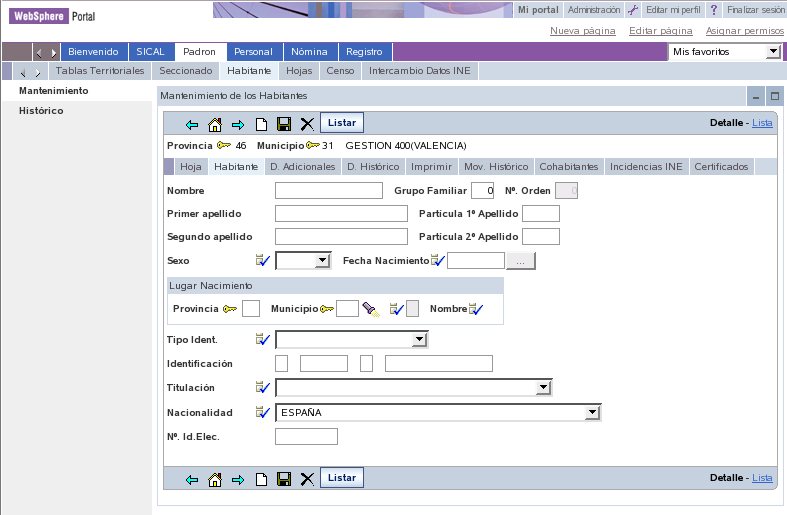 WebSphere Portal
Mi portal Administración Editar mi perfil ? Finalizar sesión
Nueva página Editar página Asignar permisos
Bienvenido SICAL Padron Personal Nómina Registro Mis favoritos
Tablas Territoriales Seccionado Habitante Hojas Censo Intercambio Datos INE
Mantenimiento
Histórico
Mantenimiento de los Habitantes
Listar Detalle - Lista
Provincia 46 Municipio 31 GESTION 400(VALENCIA)
Hoja Habitante D. Adicionales D. Histórico Imprimir Mov. Histórico Cohabitantes Incidencias INE Certificados
Nombre Grupo Familiar 0 Nº. Orden 0
Primer apellido Partícula 1º Apellido
Segundo apellido Partícula 2º Apellido
Sexo Fecha Nacimiento ...
Lugar Nacimiento
Provincia Municipio Nombre
Tipo Ident.
Identificación
Titulación
Nacionalidad ESPAÑA
Nº. Id.Elec.
Listar Detalle - Lista